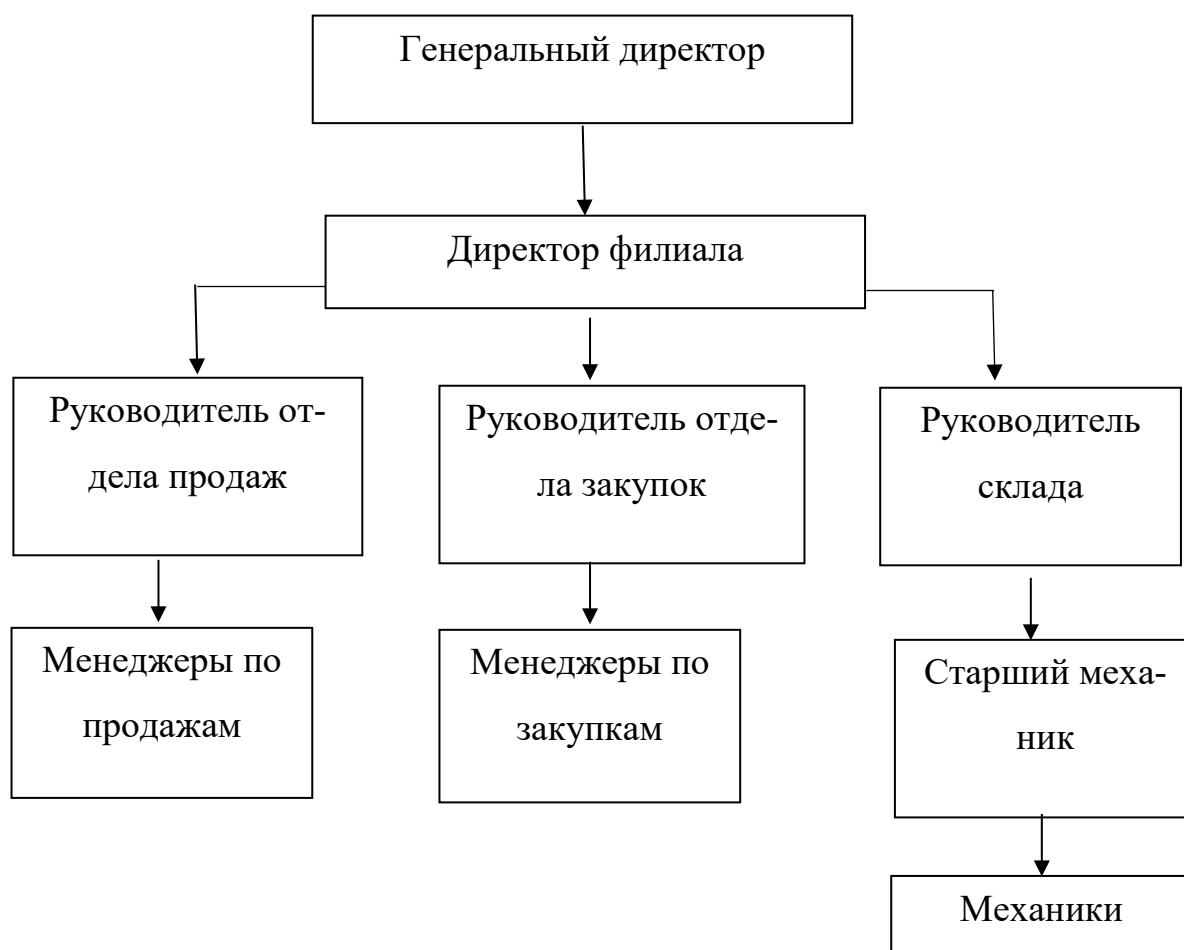 Генеральный директор
Директор филиала
Руководитель от-
дела продаж
Руководитель отде-
ла закупок
Руководитель
склада
Менеджеры по
продажам
Менеджеры по
закупкам
Старший меха-
ник
Механики